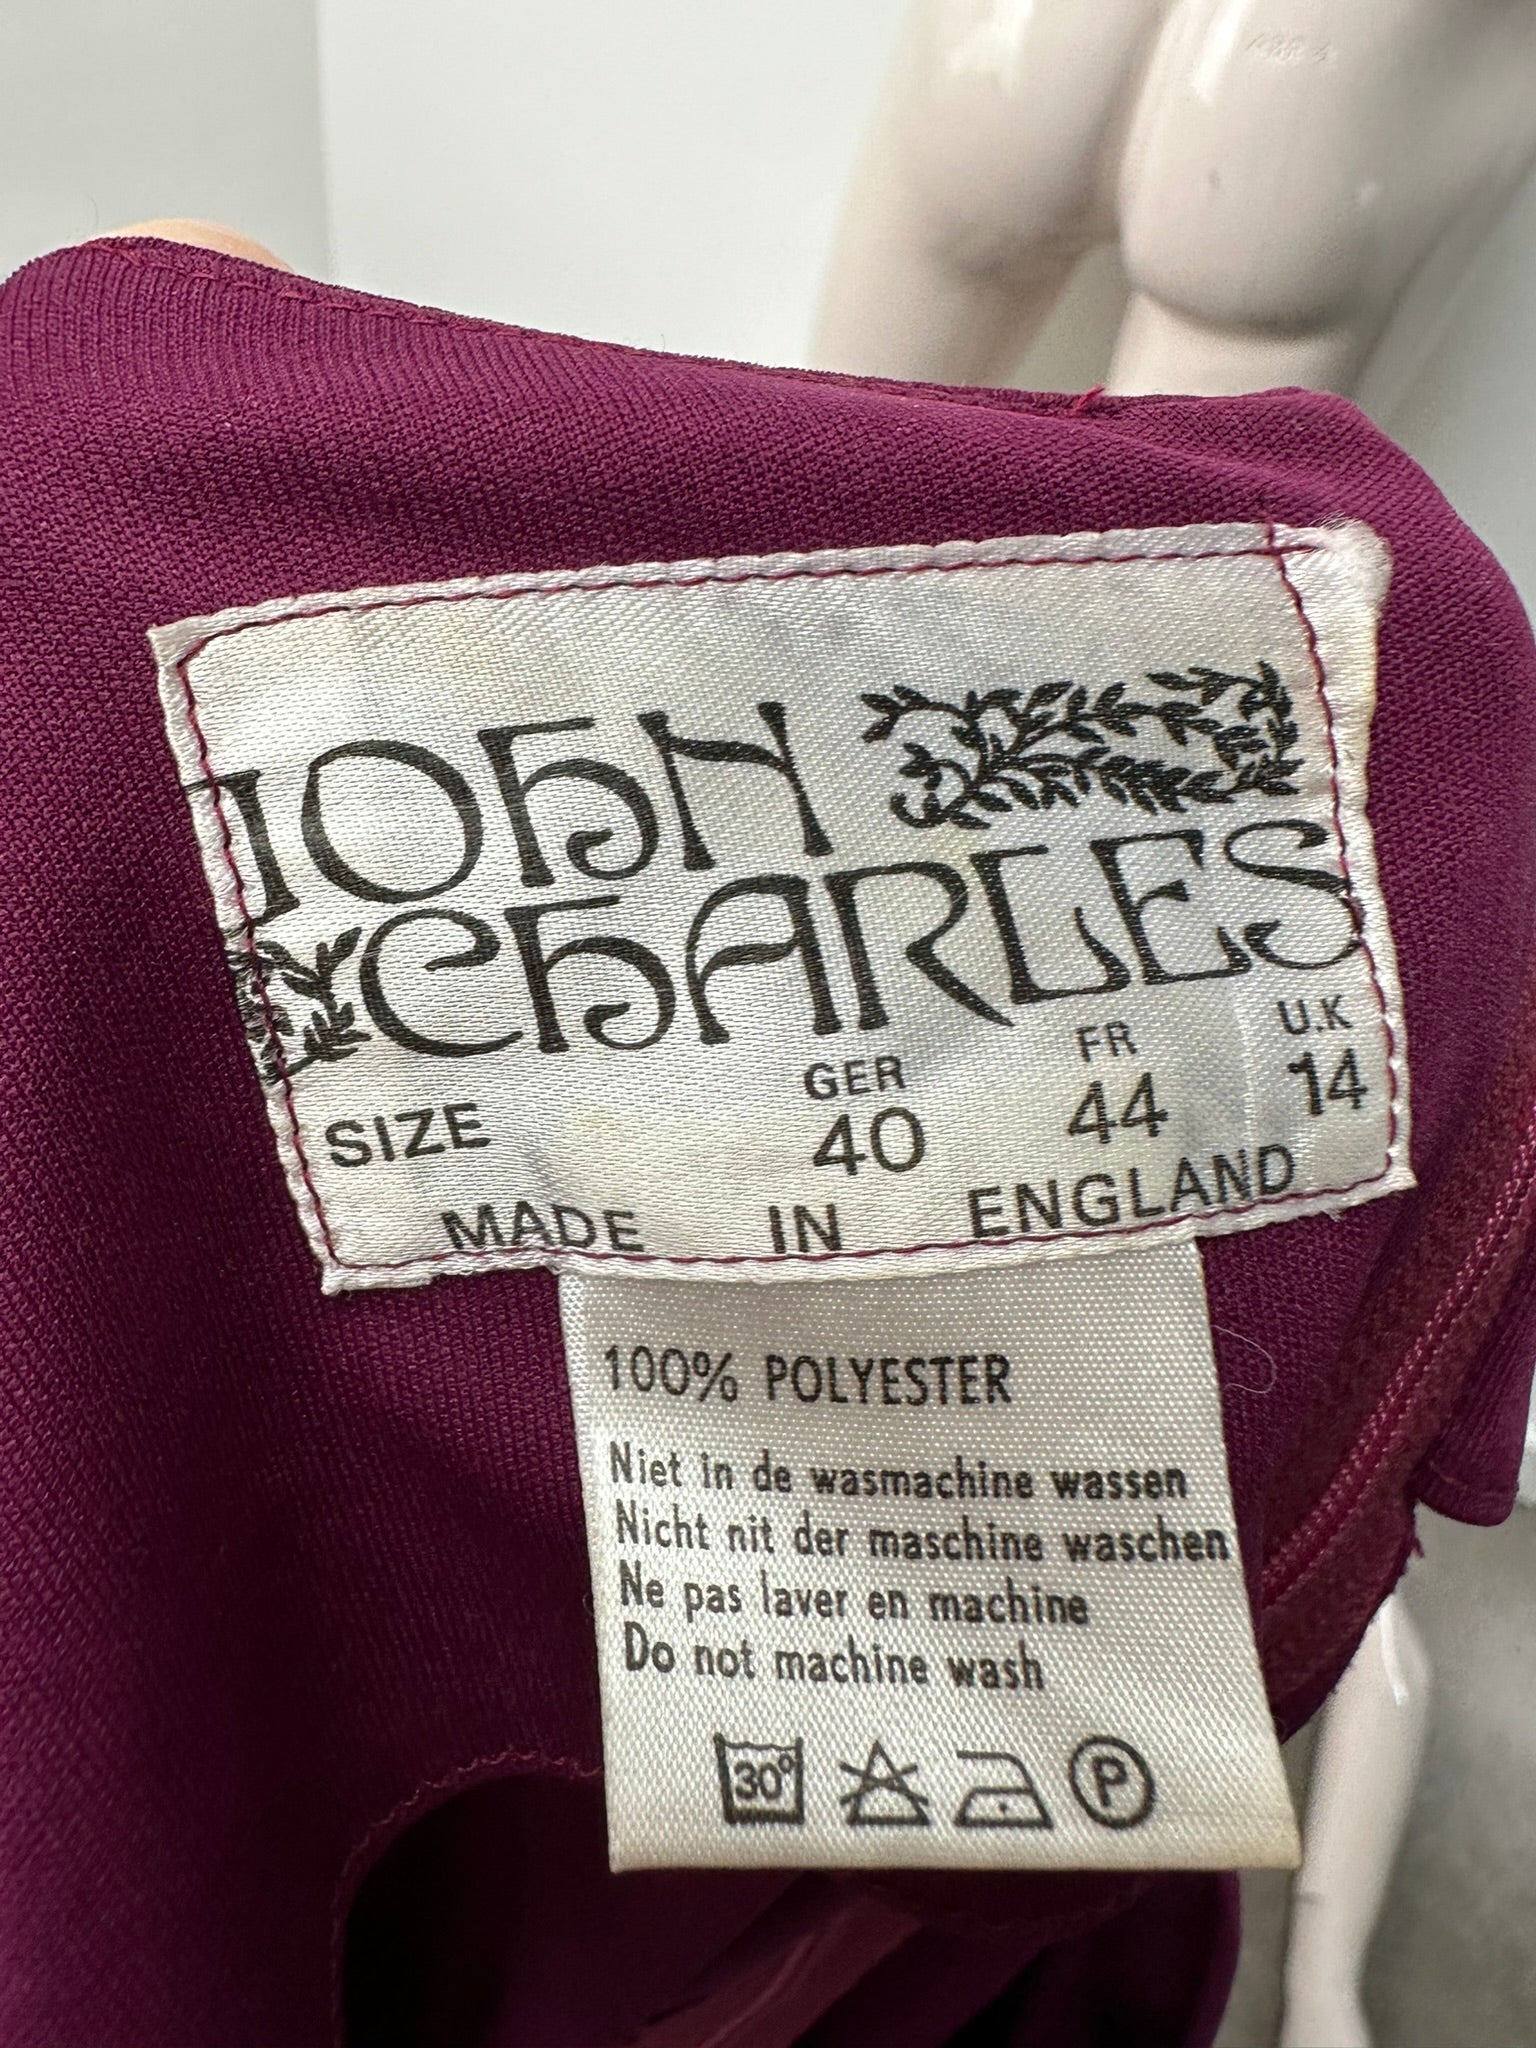 JOHN
CHARLES
SIZE GER 40 FR 44 U.K 14
MADE IN ENGLAND
100% POLYESTER
Niet in de wasmachine wassen
Nicht nit der maschine waschen
Ne pas laver en machine
Do not machine wash
30° P